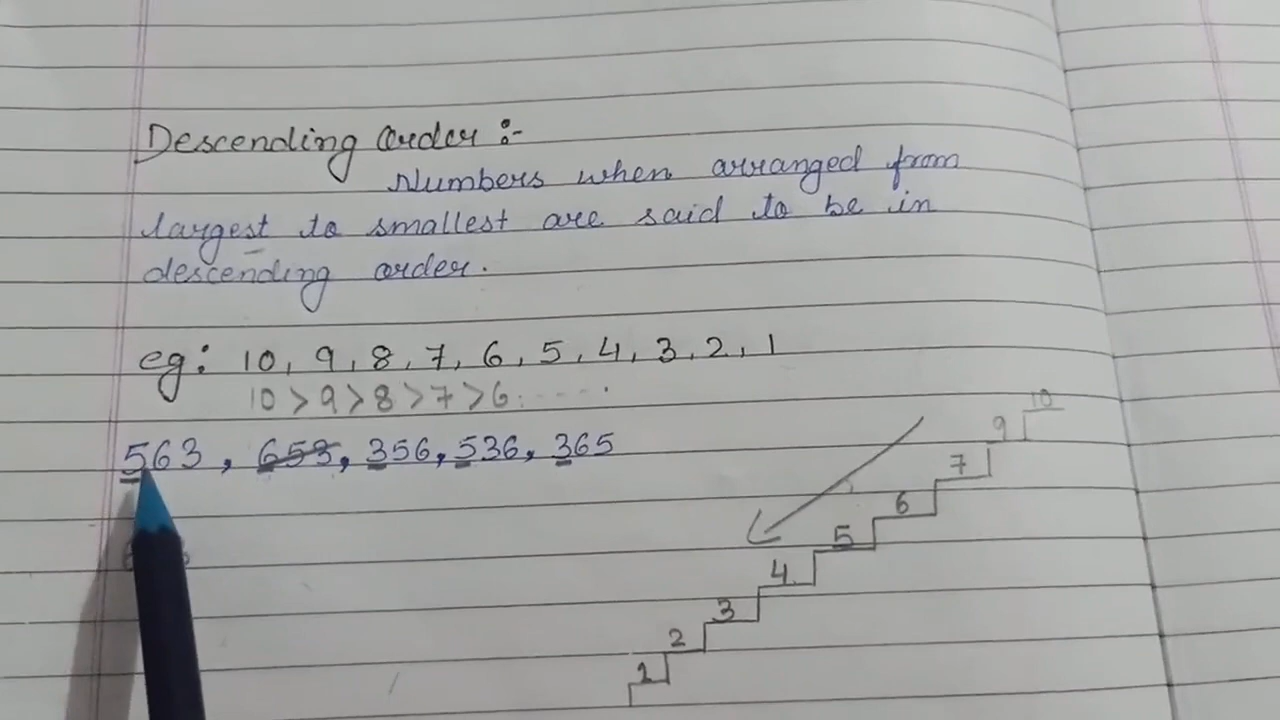 Descending Order :-
Numbers when arranged from
largest to smallest are said to be in
descending order.
eg: 10, 9, 8, 7, 6, 5, 4, 3, 2, 1
10 > 9 > 8 > 7 > 6 . . . . . .
563, 653, 356, 536, 365
10
9
7
6
5
4
3
2
1